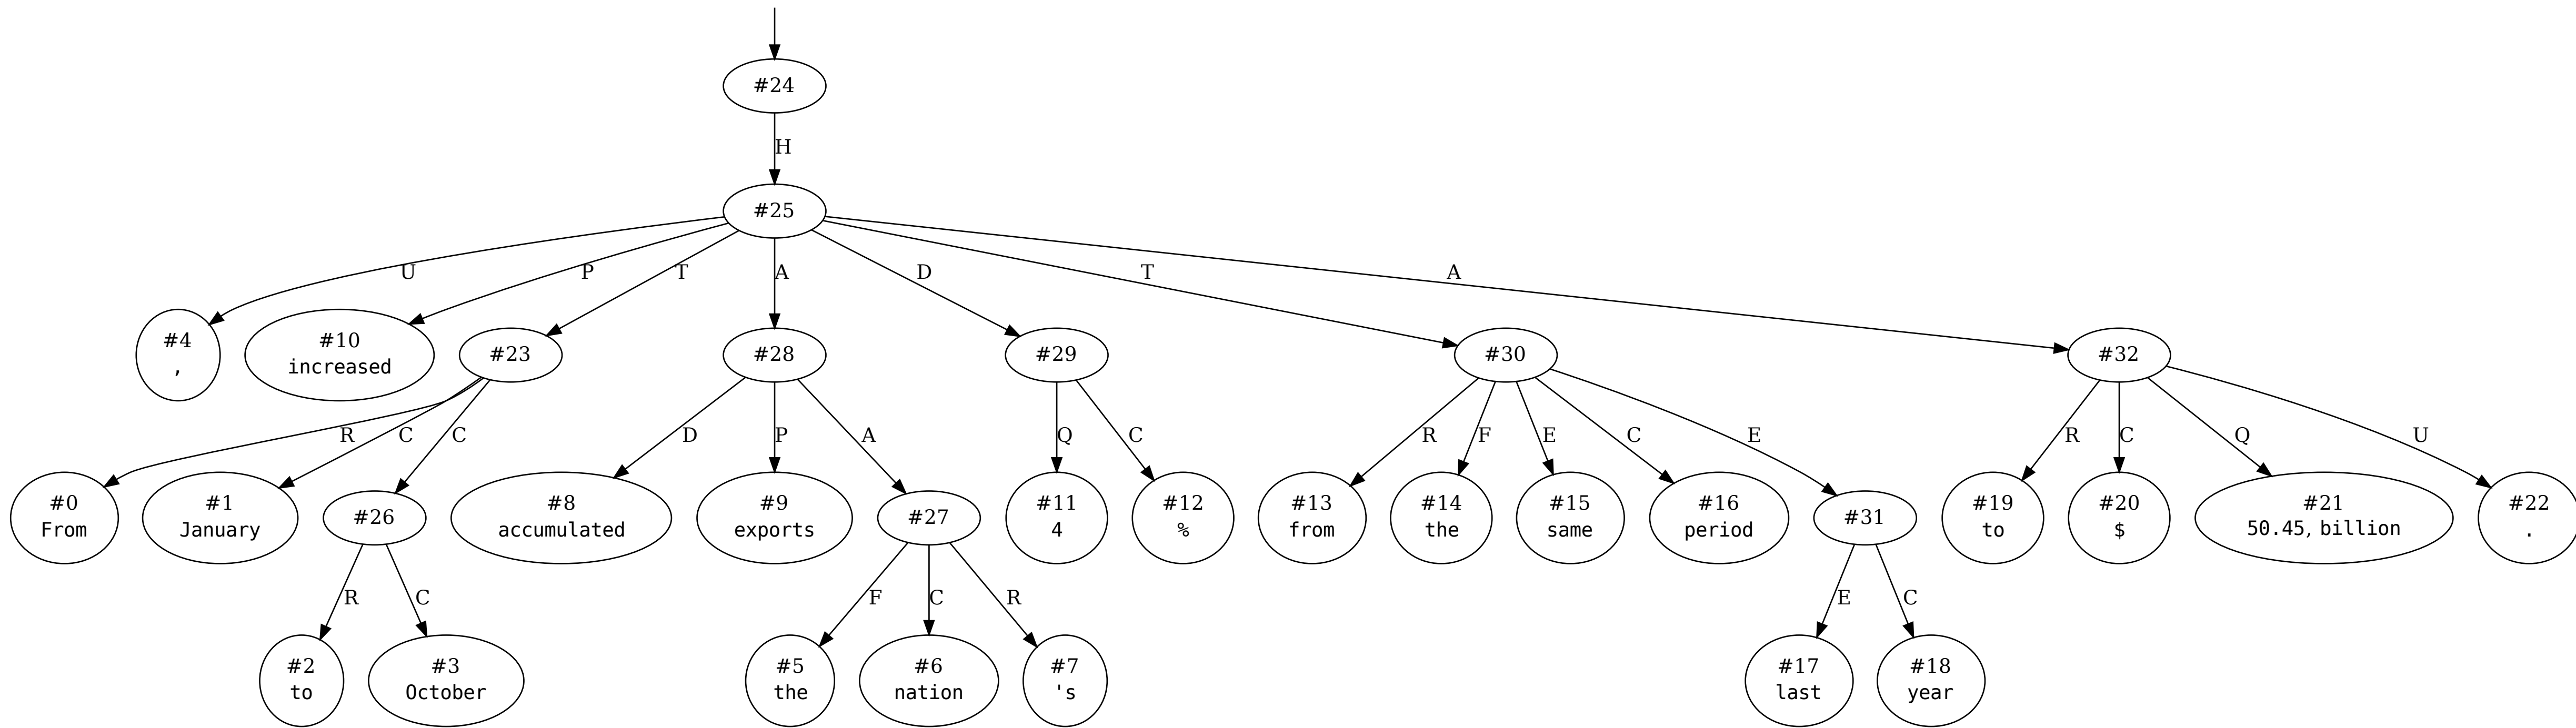 #24
H
#25
U P T A D T A
#4 #10 #23 #28 #29 #30 #32
, increased
R C C D P A Q C R F E C E R C Q U
#0 #1 #26 #8 #9 #27 #11 #12 #13 #14 #15 #16 #31 #19 #20 #21 #22
From January accumulated exports 4 % from the same period to $ 50.45, billion .
R C F C R E C
#2 #3 #5 #6 #7 #17 #18
to October the nation 's last year